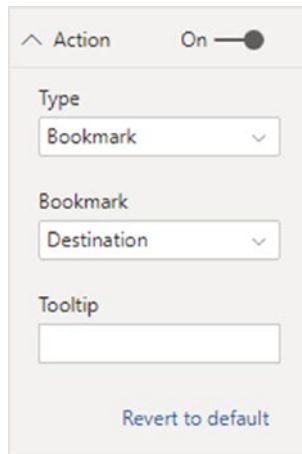 Action On
Type
Bookmark
Bookmark
Destination
Tooltip
Revert to default